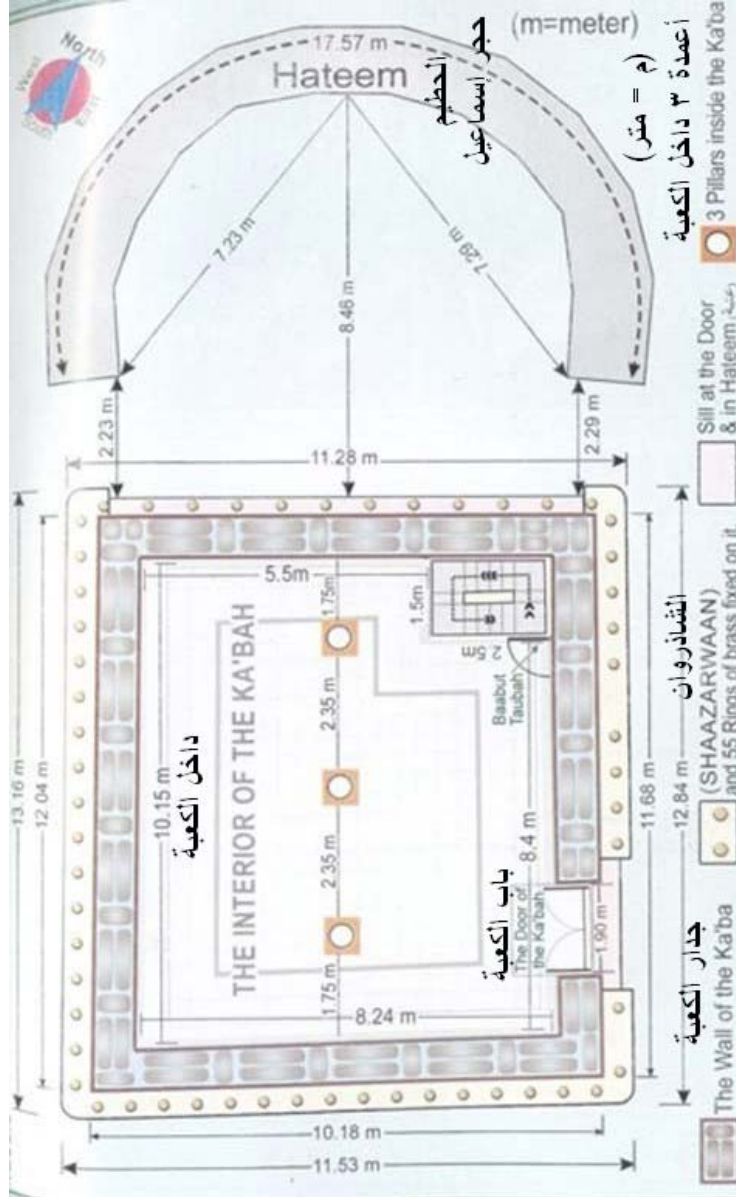 North
West
South
East
17.57 m
Hateem
حجر إسماعيل
الحطيم
(m=meter)
(م = متر)
7.23 m
8.46 m
7.29 m
2.23 m
11.28 m
2.29 m
13.16 m
12.04 m
5.5m
1.75m
1.5m
2.5m
Baabut
Taubah
THE INTERIOR OF THE KA'BAH
داخل الكعبة
10.15 m
2.35 m
2.35 m
1.75 m
8.4 m
باب الكعبة
The Door of
the Ka'bah
1.90 m
8.24 m
11.68 m
12.84 m
10.18 m
11.53 m
جدار الكعبة
The Wall of the Ka'ba
الشاذروان
(SHAAZARWAAN)
and 55 Rings of brass fixed on it
Sill at the Door
& in Hateem
أعمدة ٣ داخل الكعبة
3 Pillars inside the Ka'ba